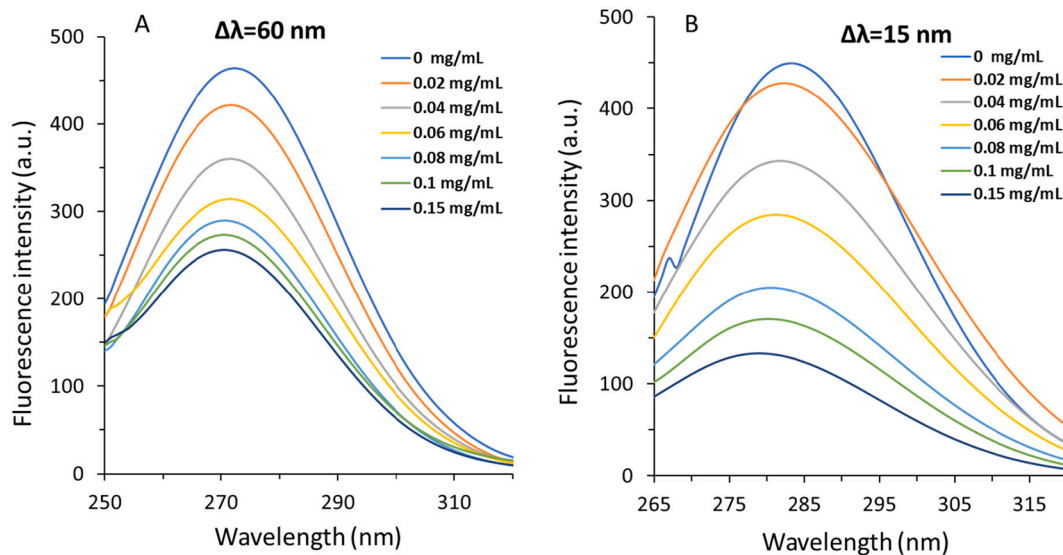 A
Δλ=60 nm
500
400
300
200
100
0
250
270
290
310
Fluorescence intensity (a.u.)
Wavelength (nm)
0 mg/mL
0.02 mg/mL
0.04 mg/mL
0.06 mg/mL
0.08 mg/mL
0.1 mg/mL
0.15 mg/mL
B
Δλ=15 nm
500
400
300
200
100
0
265
275
285
295
305
315
Fluorescence intensity (a.u.)
Wavelength (nm)
0 mg/mL
0.02 mg/mL
0.04 mg/mL
0.06 mg/mL
0.08 mg/mL
0.1 mg/mL
0.15 mg/mL